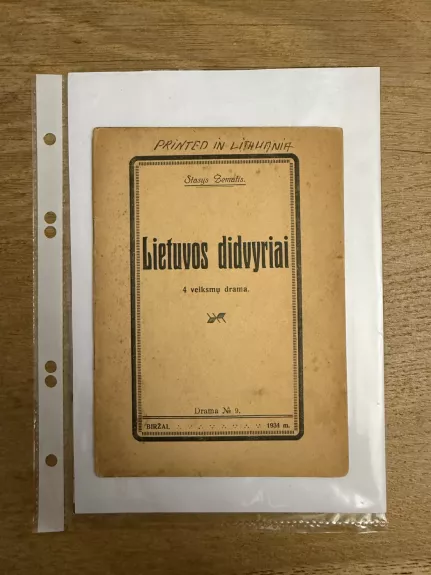 PRINTED IN LITHUANIA
Stasys Zemaitis.
Lietuvos didvyriai
4 veiksmų drama.
Drama № 9.
BIRŽAI, 1934 m.